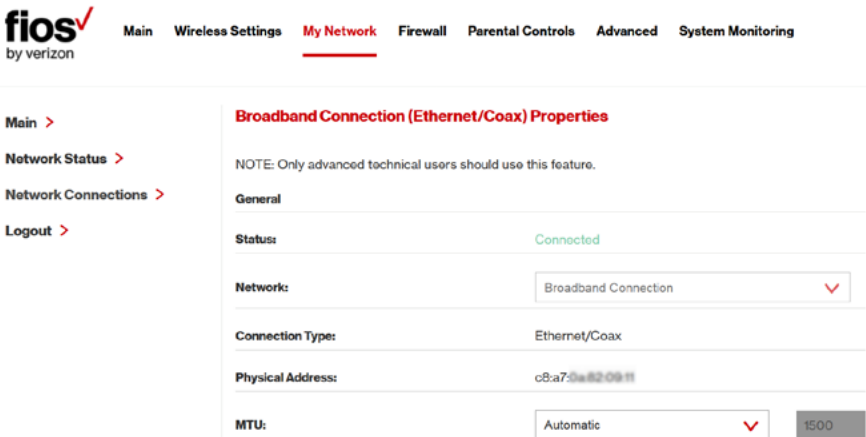 fios
by verizon
Main Wireless Settings My Network Firewall Parental Controls Advanced System Monitoring
Main >
Network Status >
Network Connections >
Logout >
Broadband Connection (Ethernet/Coax) Properties
NOTE: Only advanced technical users should use this feature.
General
Status: Connected
Network: Broadband Connection
Connection Type: Ethernet/Coax
Physical Address: c8:a7:
MTU: Automatic 1500